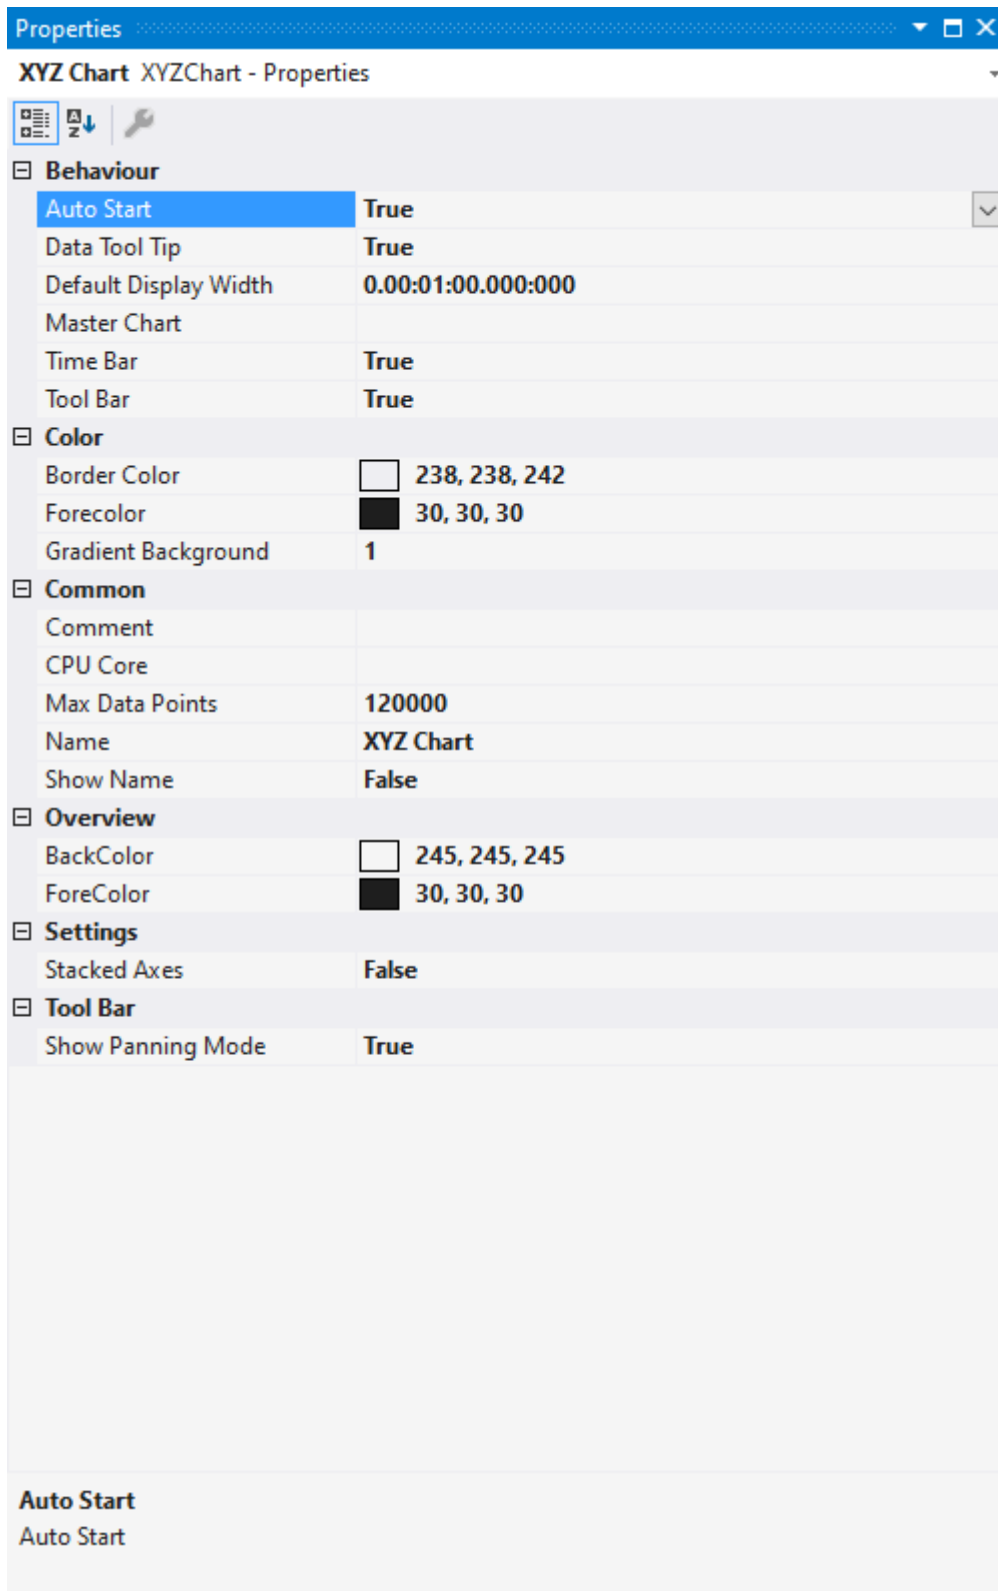 Properties
XYZ Chart XYZChart - Properties
Behaviour
Auto Start True
Data Tool Tip True
Default Display Width 0.00:01:00.000:000
Master Chart
Time Bar True
Tool Bar True
Color
Border Color 238, 238, 242
Forecolor 30, 30, 30
Gradient Background 1
Common
Comment
CPU Core
Max Data Points 120000
Name XYZ Chart
Show Name False
Overview
BackColor 245, 245, 245
ForeColor 30, 30, 30
Settings
Stacked Axes False
Tool Bar
Show Panning Mode True
Auto Start
Auto Start